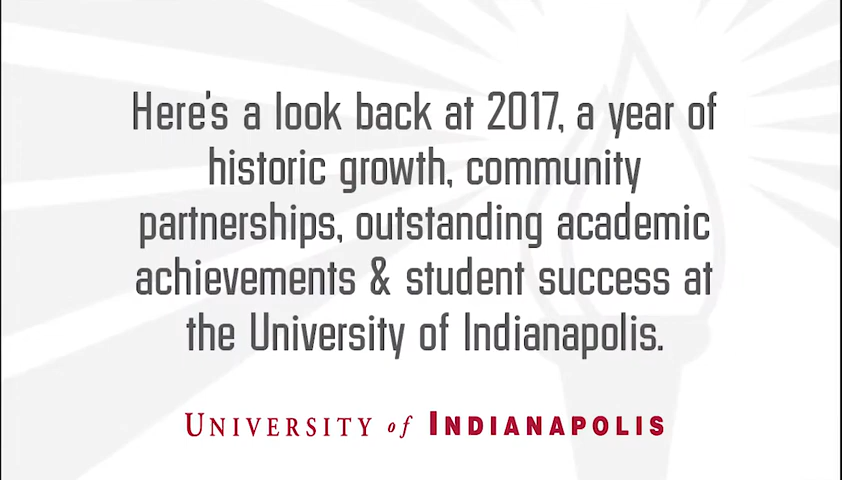 Here's a look back at 2017, a year of
historic growth, community
partnerships, outstanding academic
achievements & student success at
the University of Indianapolis.
UNIVERSITY of INDIANAPOLIS